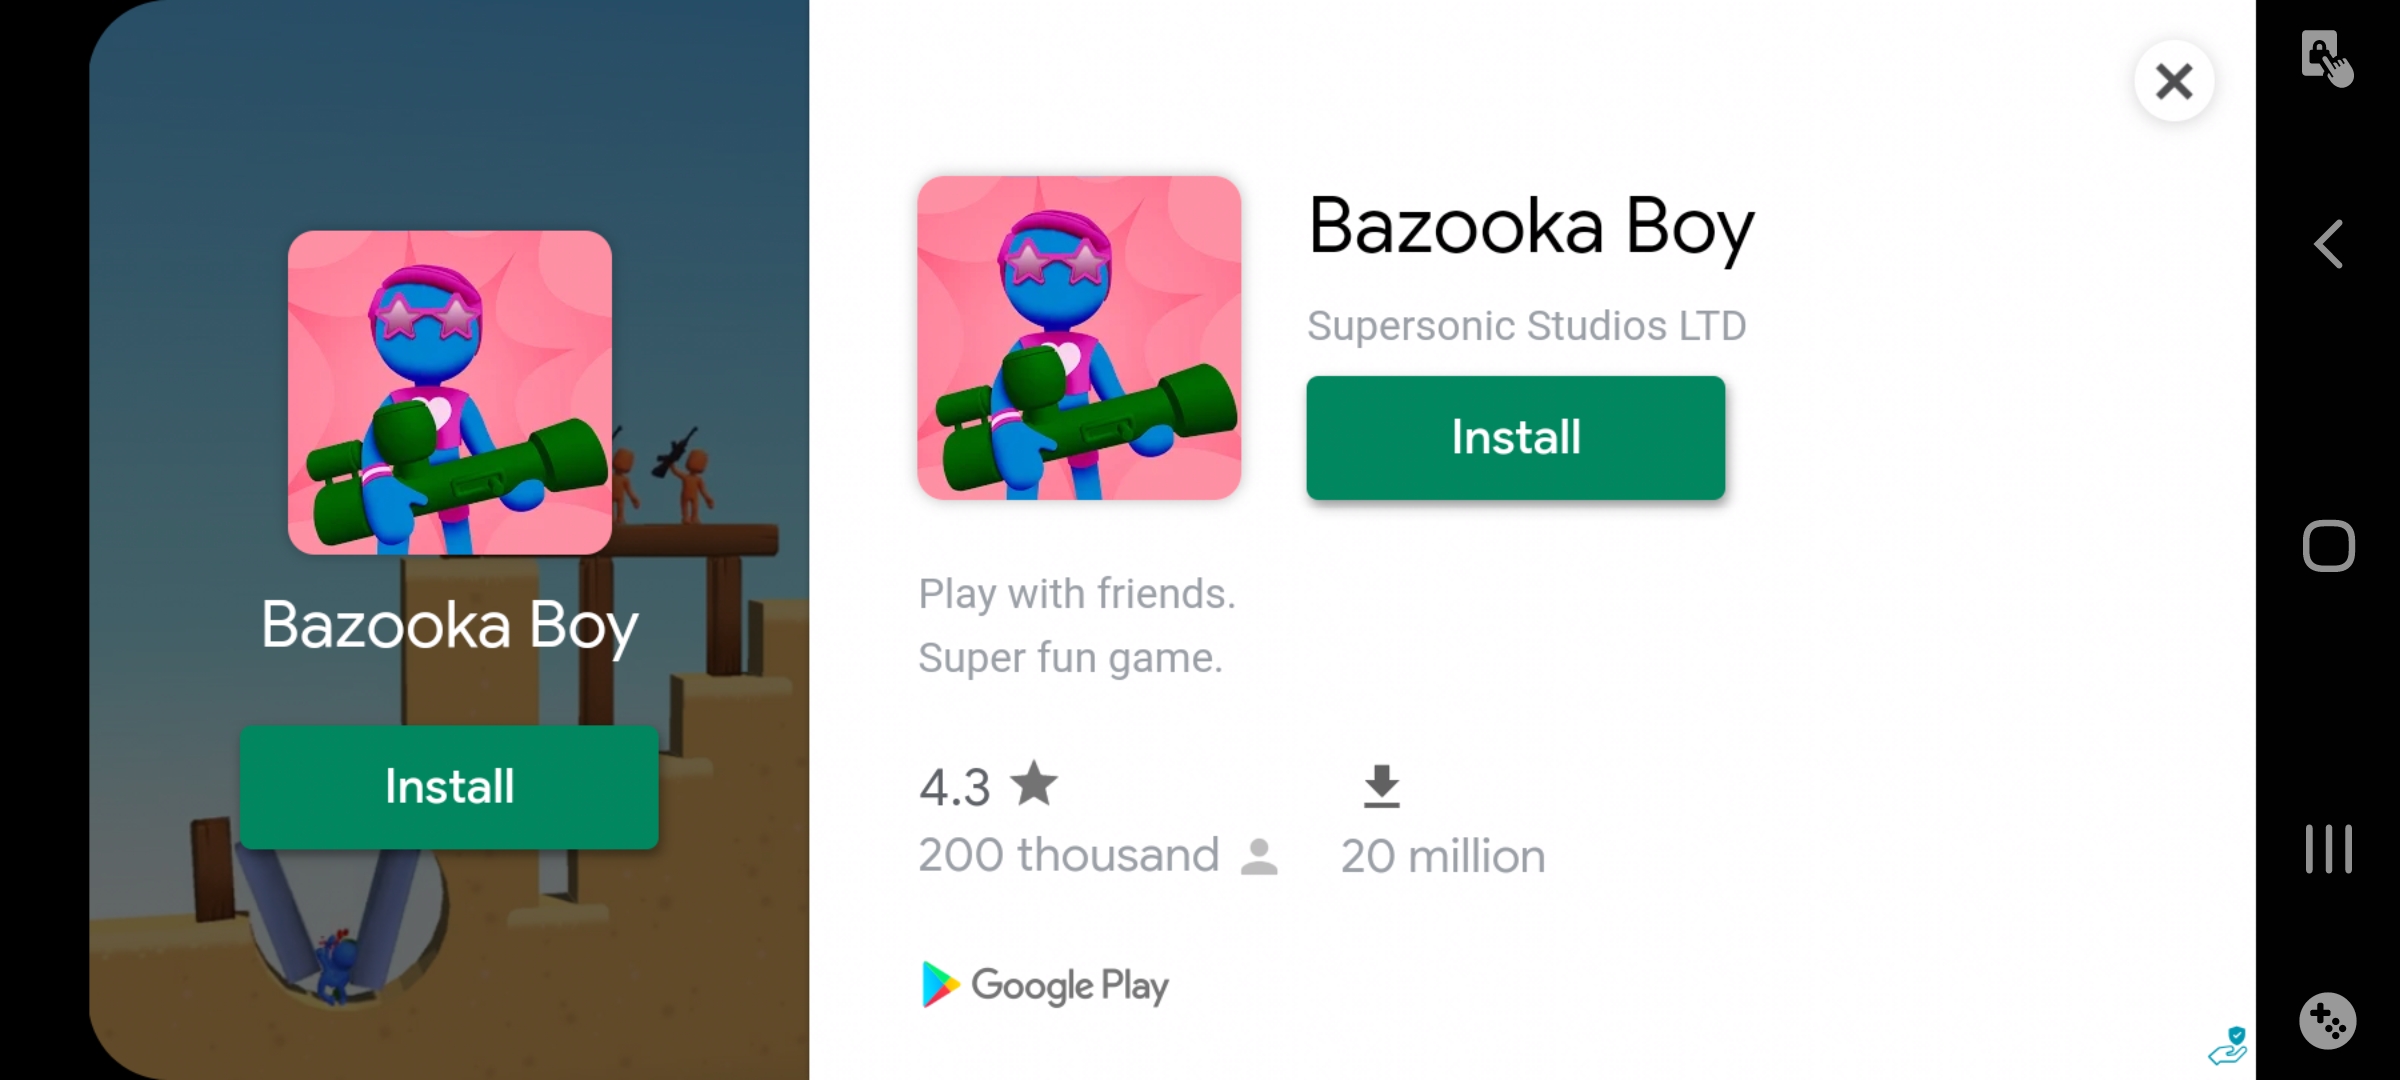 Bazooka Boy
Install
Bazooka Boy
Supersonic Studios LTD
Install
Play with friends.
Super fun game.
4.3
200 thousand
20 million
Google Play